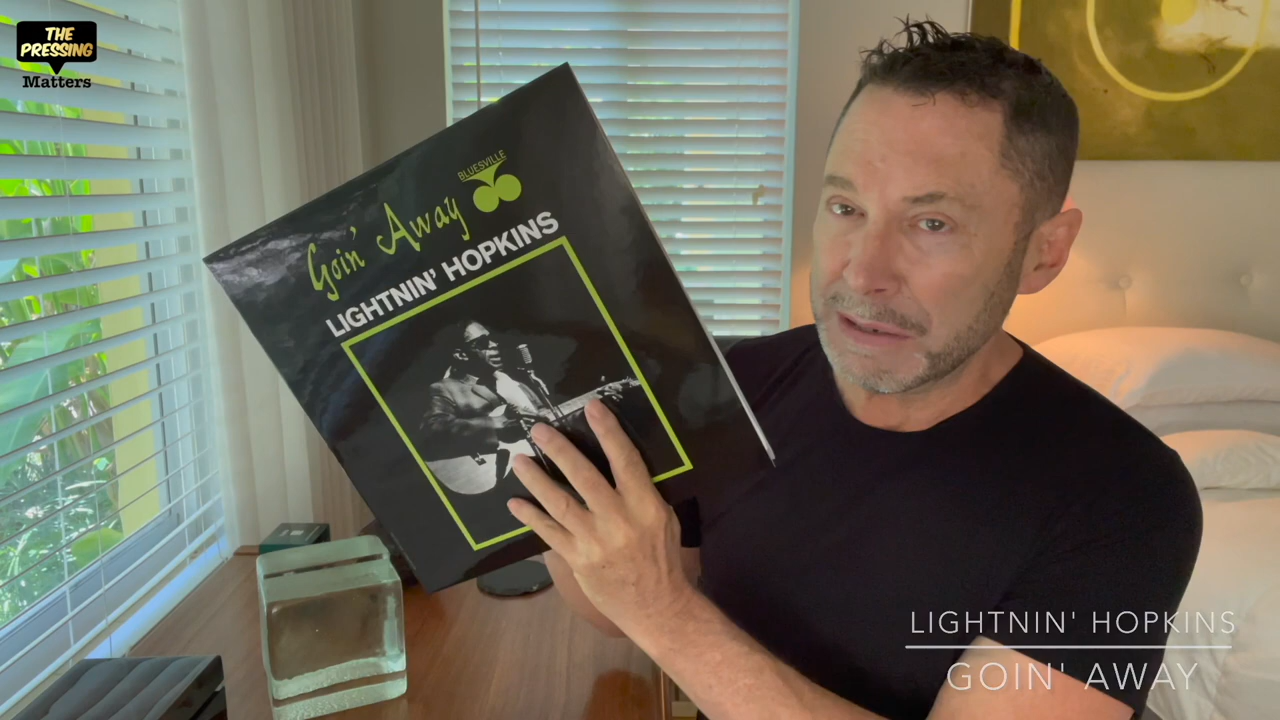 THE
PRESSING
Matters
BLUESVILLE
Goin' Away
LIGHTNIN' HOPKINS
LIGHTNIN' HOPKINS
GOIN' AWAY